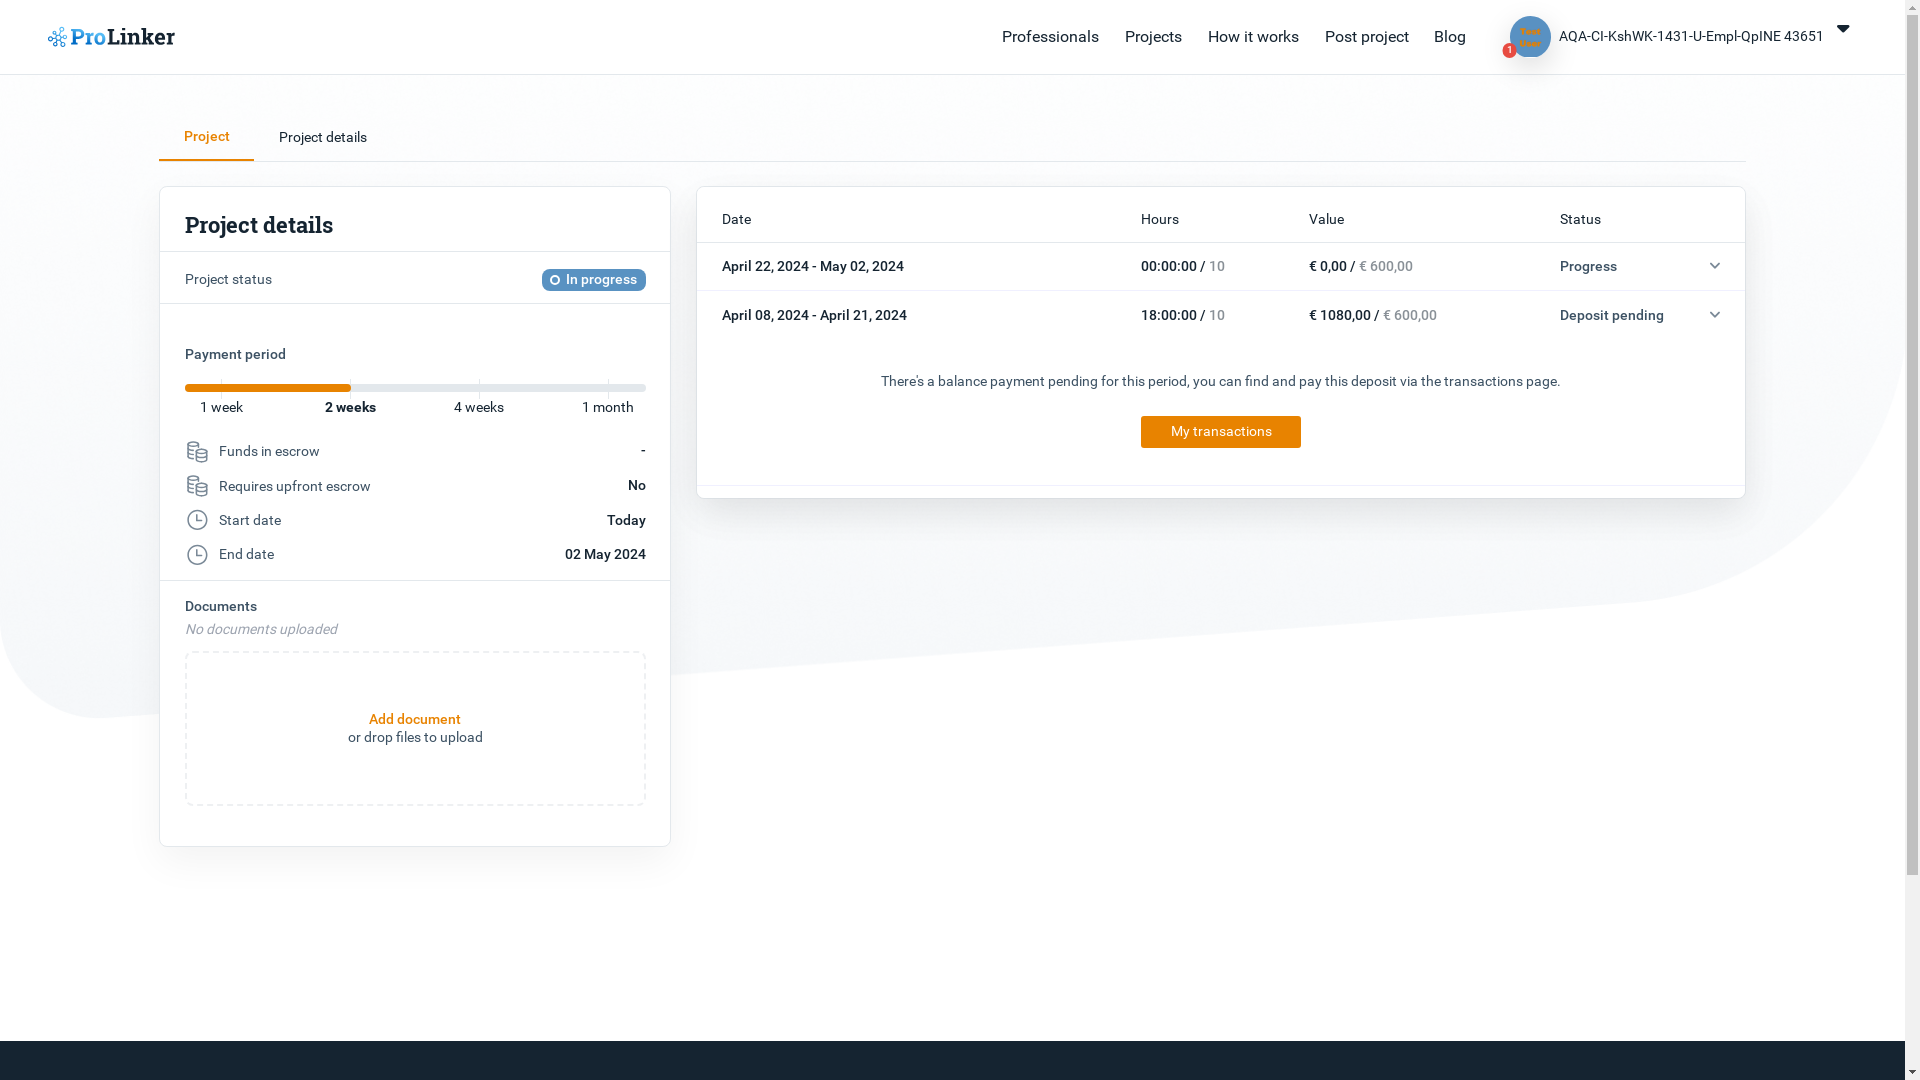 ProLinker
Professionals
Projects
How it works
Post project
Blog
Test
User
1
AQA-CI-KshWK-1431-U-Empl-QpINE 43651
Project
Project details
Project details
Project status
In progress
Payment period
1 week
2 weeks
4 weeks
1 month
Funds in escrow -
Requires upfront escrow No
Start date Today
End date 02 May 2024
Documents
No documents uploaded
Add document
or drop files to upload
Date Hours Value Status
April 22, 2024 - May 02, 2024 00:00:00 / 10 € 0,00 / € 600,00 Progress
April 08, 2024 - April 21, 2024 18:00:00 / 10 € 1080,00 / € 600,00 Deposit pending
There's a balance payment pending for this period, you can find and pay this deposit via the transactions page.
My transactions